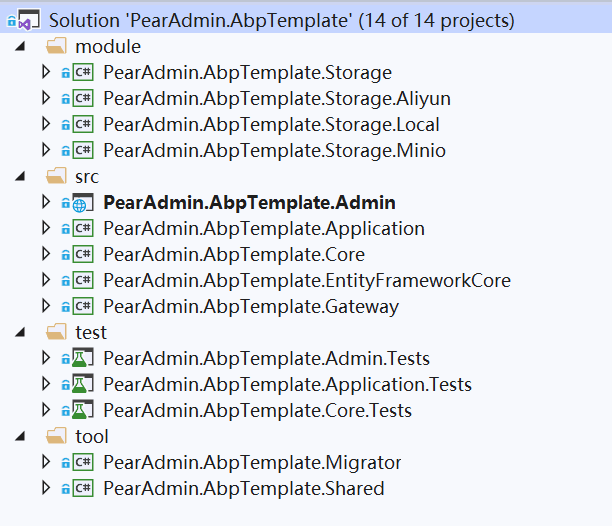 Solution 'PearAdmin.AbpTemplate' (14 of 14 projects)
module
C# PearAdmin.AbpTemplate.Storage
C# PearAdmin.AbpTemplate.Storage.Aliyun
C# PearAdmin.AbpTemplate.Storage.Local
C# PearAdmin.AbpTemplate.Storage.Minio
src
PearAdmin.AbpTemplate.Admin
C# PearAdmin.AbpTemplate.Application
C# PearAdmin.AbpTemplate.Core
C# PearAdmin.AbpTemplate.EntityFrameworkCore
C# PearAdmin.AbpTemplate.Gateway
test
PearAdmin.AbpTemplate.Admin.Tests
PearAdmin.AbpTemplate.Application.Tests
PearAdmin.AbpTemplate.Core.Tests
tool
C# PearAdmin.AbpTemplate.Migrator
C# PearAdmin.AbpTemplate.Shared